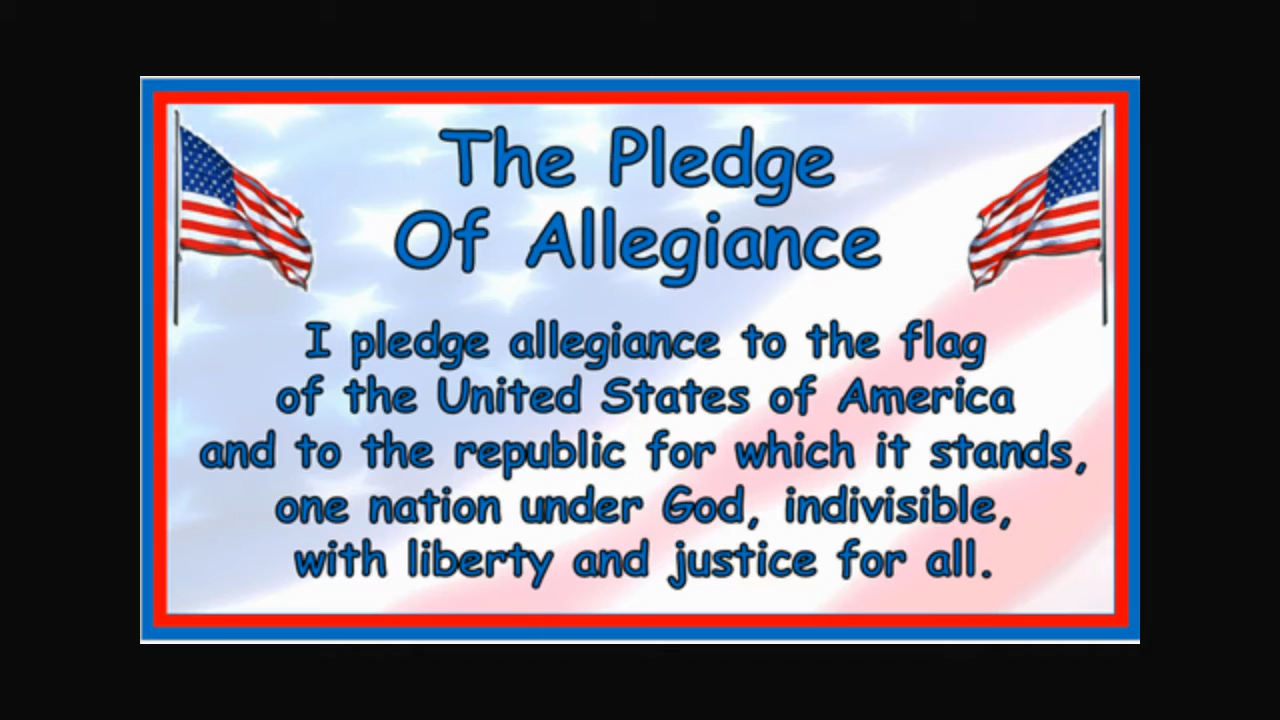 The Pledge
Of Allegiance
I pledge allegiance to the flag
of the United States of America
and to the republic for which it stands,
one nation under God, indivisible,
with liberty and justice for all.